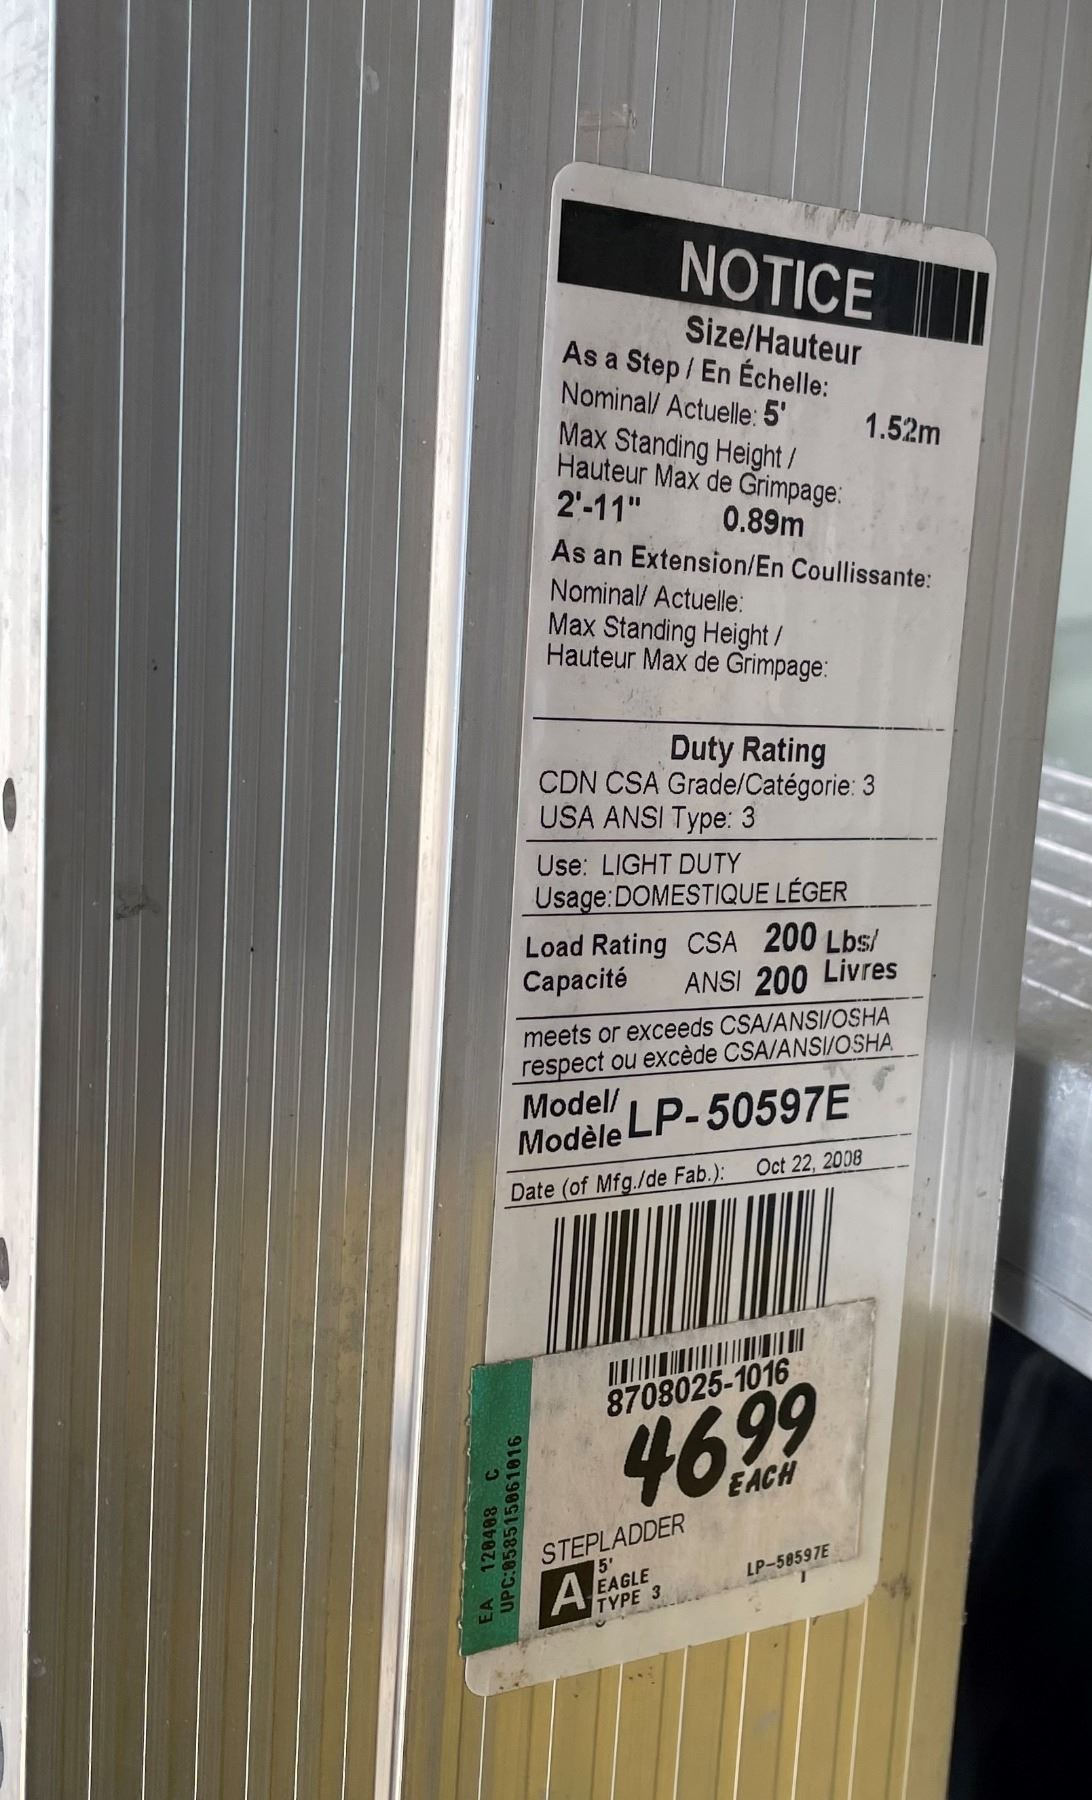 NOTICE
Size/Hauteur
As a Step / En Échelle:
Nominal/ Actuelle: 5' 1.52m
Max Standing Height /
Hauteur Max de Grimpage:
2'-11" 0.89m
As an Extension/En Coullissante:
Nominal/ Actuelle:
Max Standing Height /
Hauteur Max de Grimpage:
Duty Rating
CDN CSA Grade/Catégorie: 3
USA ANSI Type: 3
Use: LIGHT DUTY
Usage: DOMESTIQUE LÉGER
Load Rating CSA 200 Lbs/
Capacité ANSI 200 Livres
meets or exceeds CSA/ANSI/OSHA
respect ou excède CSA/ANSI/OSHA
Model/
Modèle LP-50597E
Date (of Mfg./de Fab.): Oct 22, 2008
8708025-1016
4699
EACH
STEPLADDER
A 5'
EAGLE
TYPE 3
LP-50597E
EA 120408 C
UPC:058515061016